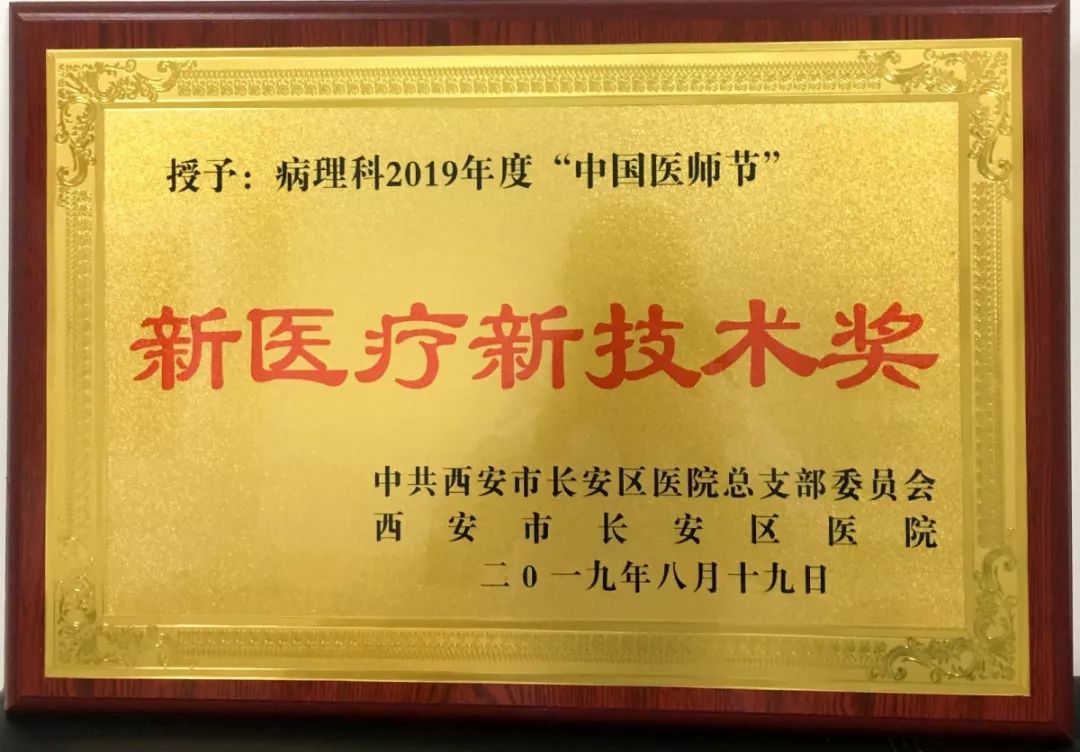 授予：病理科2019年度“中国医师节”
新医疗新技术奖
中共西安市长安区医院总支部委员会
西安市长安区医院
二0一九年八月十九日